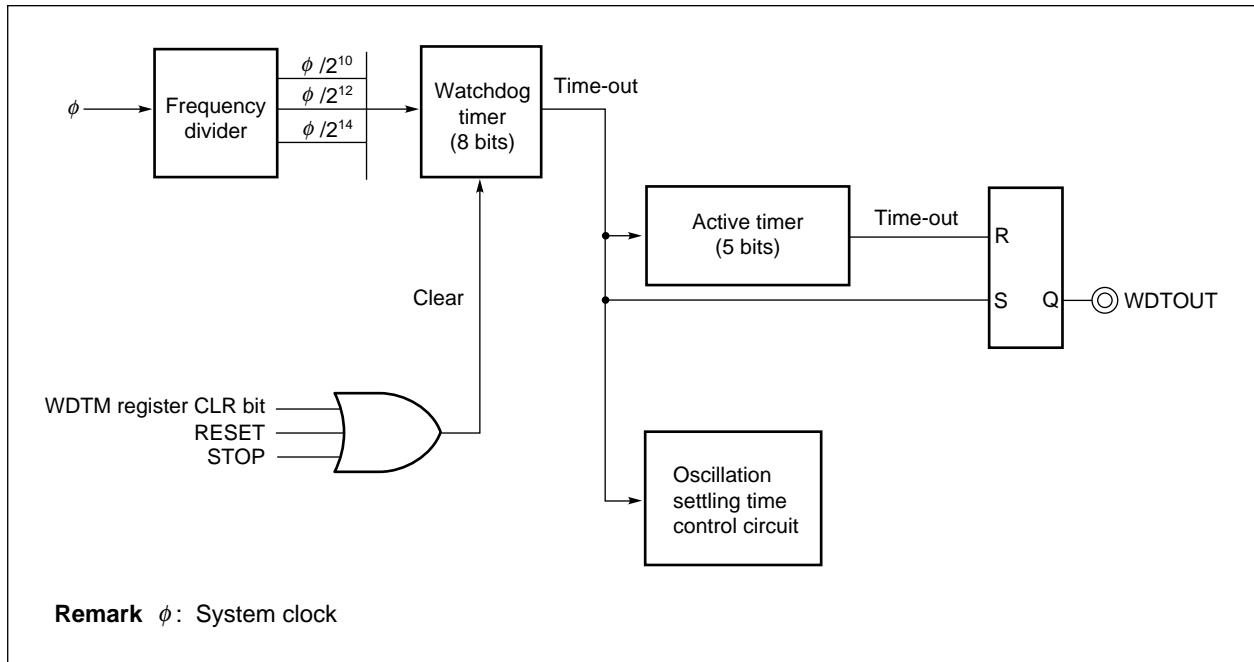 ϕ
Frequency
divider
ϕ/2¹⁰
ϕ/2¹²
ϕ/2¹⁴
Watchdog
timer
(8 bits)
Time-out
Active timer
(5 bits)
Time-out
R
S
Q
WDTOUT
Clear
WDTM register CLR bit
RESET
STOP
Oscillation
settling time
control circuit
Remark ϕ: System clock